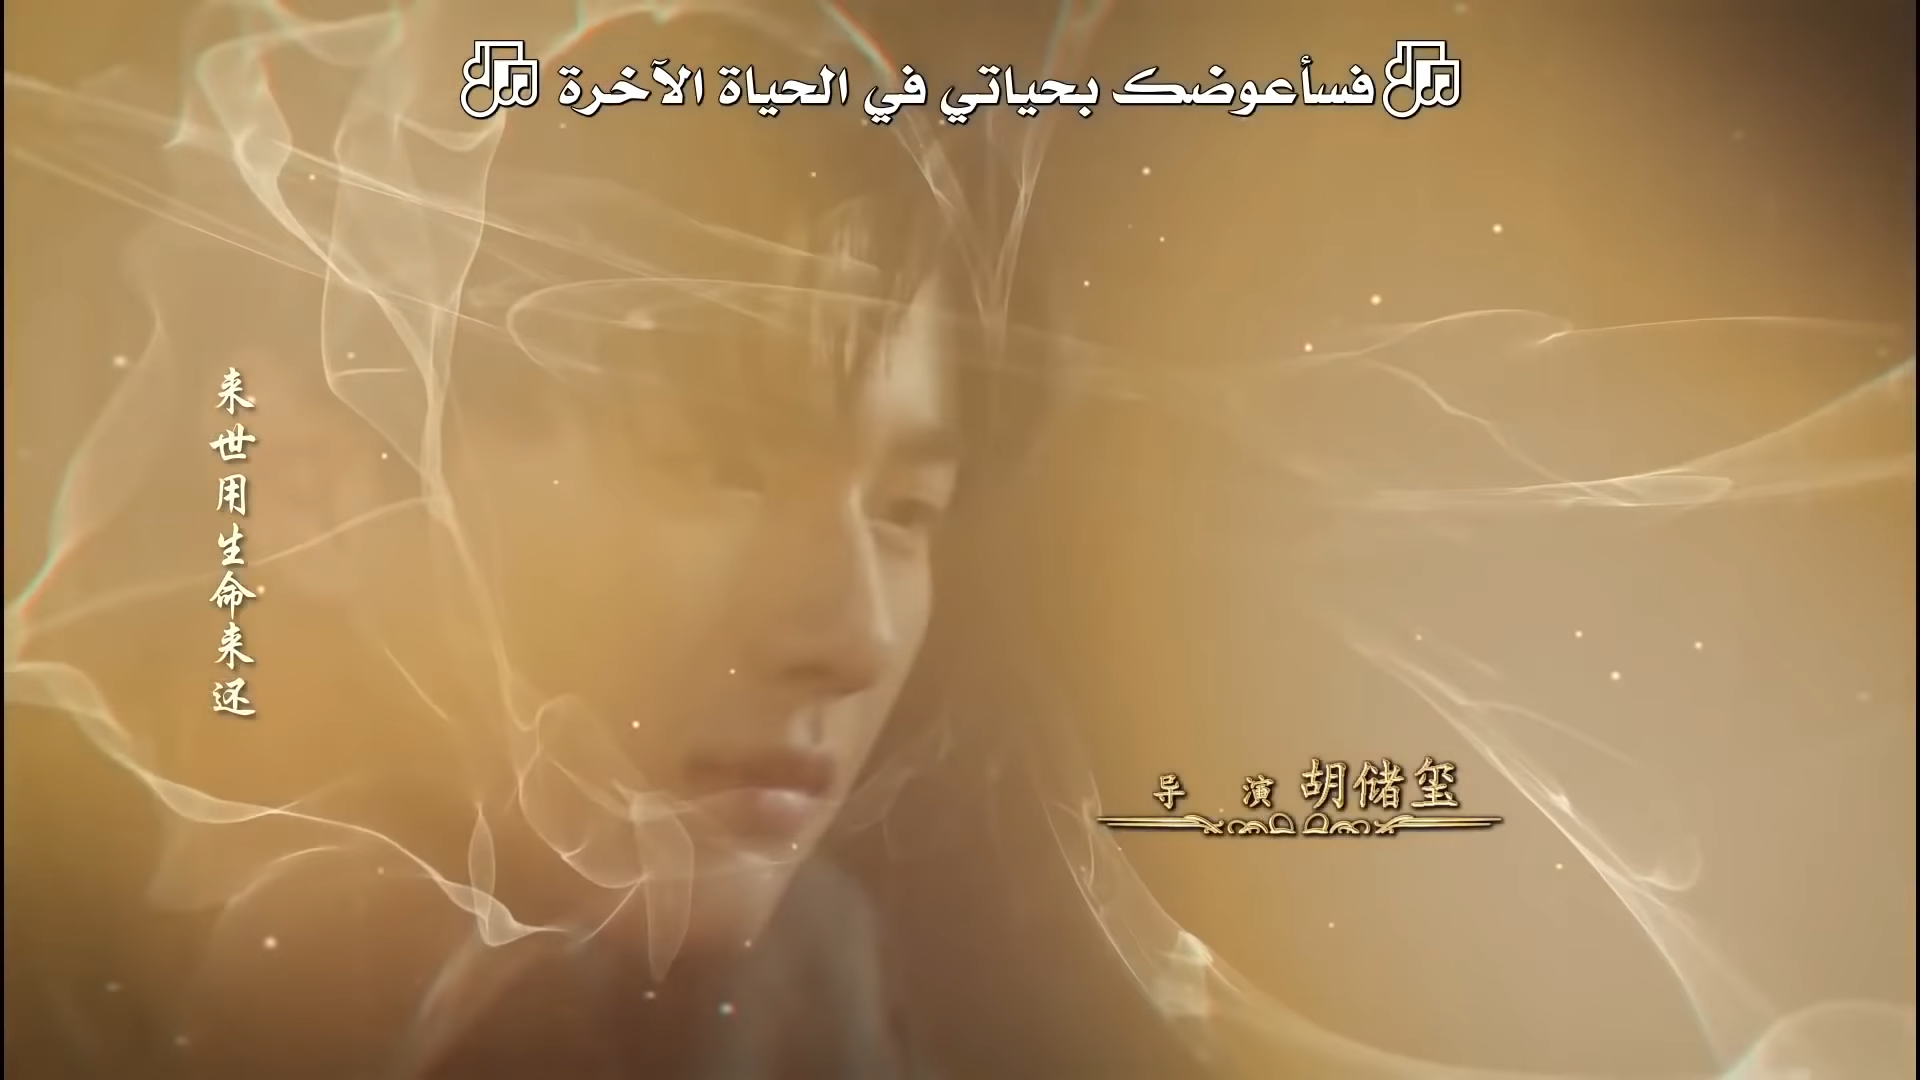 فسأعوضك بحياتي في الحياة الآخرة
来世用生命来还
导 演 胡储玺